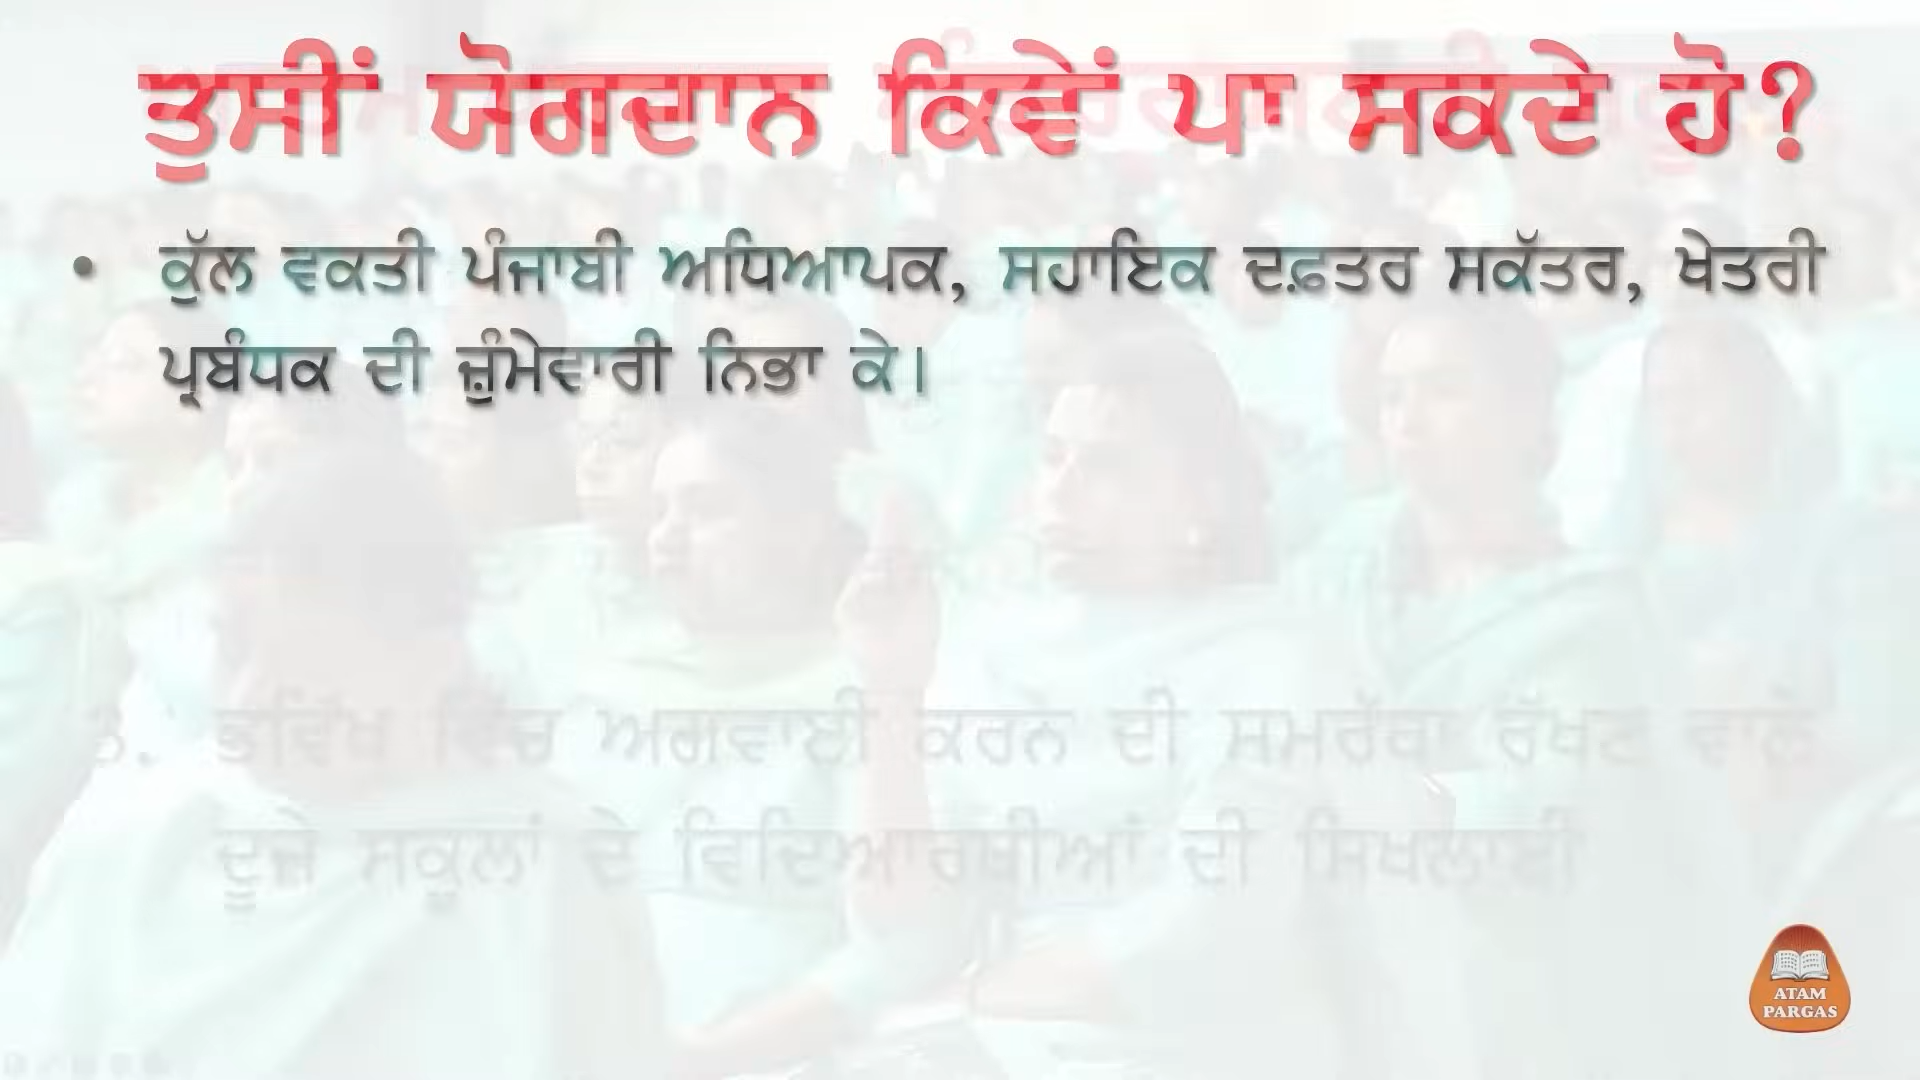 ਤੁਸੀਂ ਯੋਗਦਾਨ ਕਿਵੇਂ ਪਾ ਸਕਦੇ ਹੋ?
• ਕੁੱਲ ਵਕਤੀ ਪੰਜਾਬੀ ਅਧਿਆਪਕ, ਸਹਾਇਕ ਦਫ਼ਤਰ ਸਕੱਤਰ, ਖੇਤਰੀ
ਪ੍ਰਬੰਧਕ ਦੀ ਜ਼ੁੰਮੇਵਾਰੀ ਨਿਭਾ ਕੇ।
3. ਭਵਿੱਖ ਵਿੱਚ ਅਗਵਾਈ ਕਰਨ ਦੀ ਸਮਰੱਥਾ ਰੱਖਣ ਵਾਲੇ
ਦੂਜੇ ਸਕੂਲਾਂ ਦੇ ਵਿਦਿਆਰਥੀਆਂ ਦੀ ਸਿਖਲਾਈ
ATAM
PARGAS